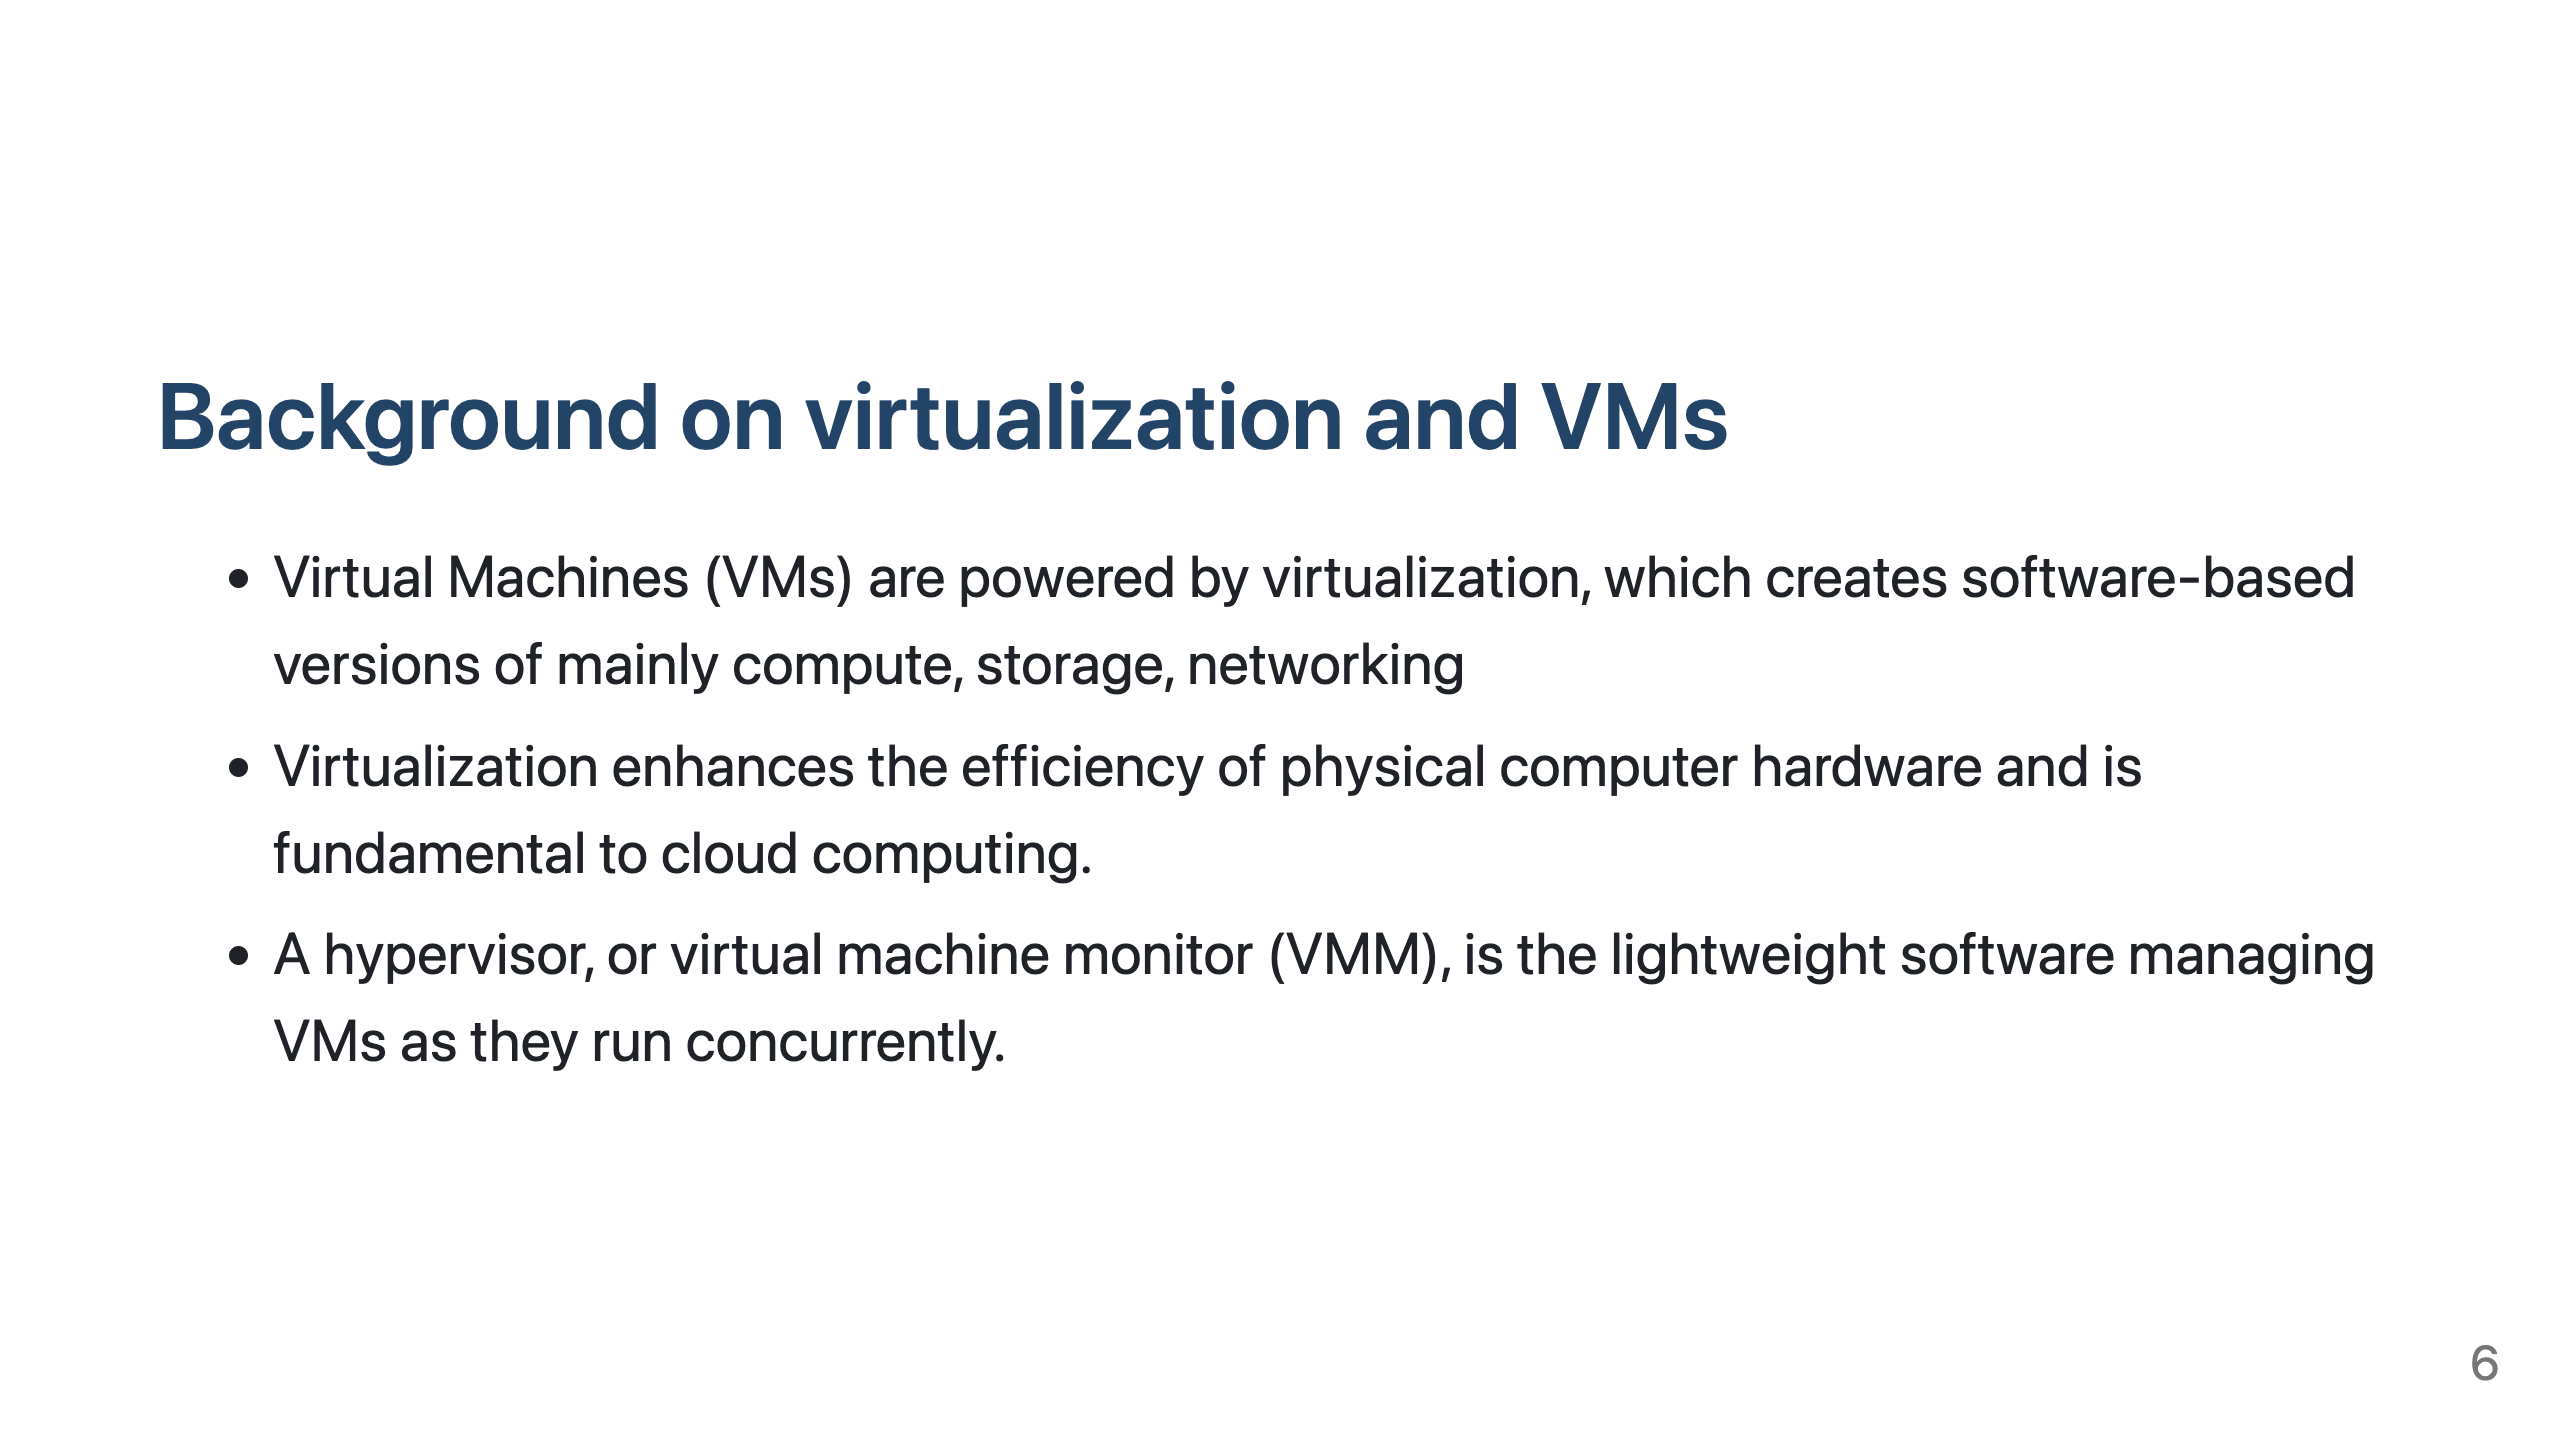 Background on virtualization and VMs
• Virtual Machines (VMs) are powered by virtualization, which creates software-based
versions of mainly compute, storage, networking
• Virtualization enhances the efficiency of physical computer hardware and is
fundamental to cloud computing.
• A hypervisor, or virtual machine monitor (VMM), is the lightweight software managing
VMs as they run concurrently.
6